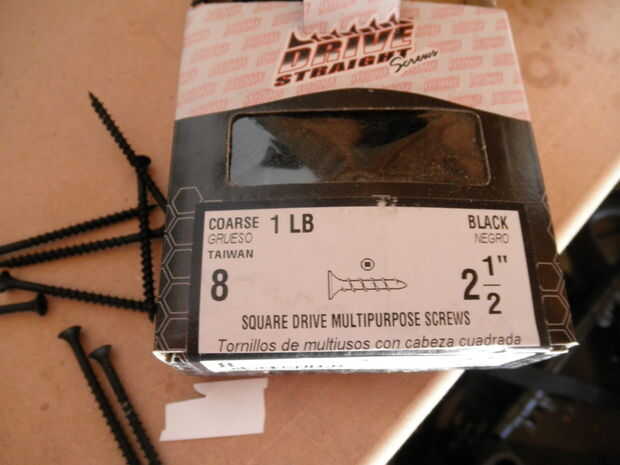 DRIVE
STRAIGHT Screws
COARSE 1 LB BLACK
GRUESO NEGRO
TAIWAN
8 2 1/2"
SQUARE DRIVE MULTIPURPOSE SCREWS
Tornillos de multiusos con cabeza cuadrada